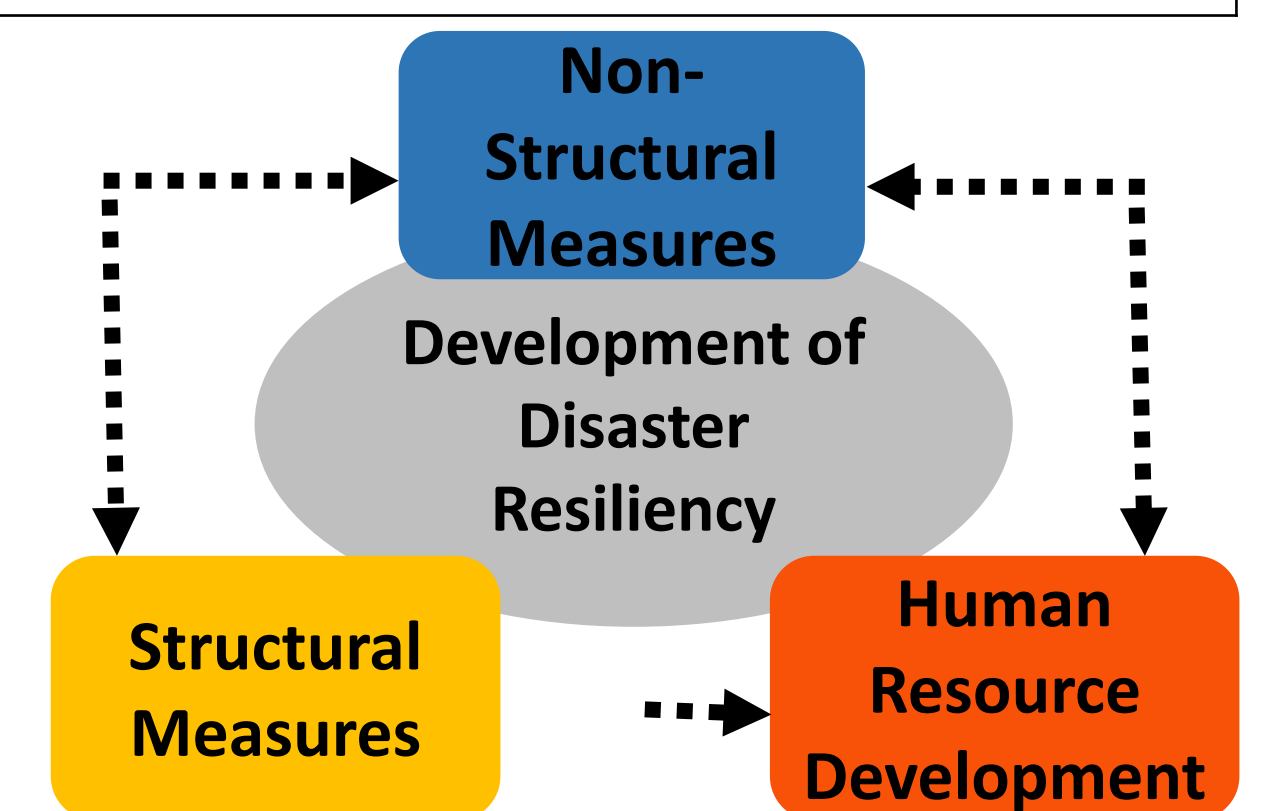 Non-
Structural
Measures
Development of
Disaster
Resiliency
Structural
Measures
Human
Resource
Development